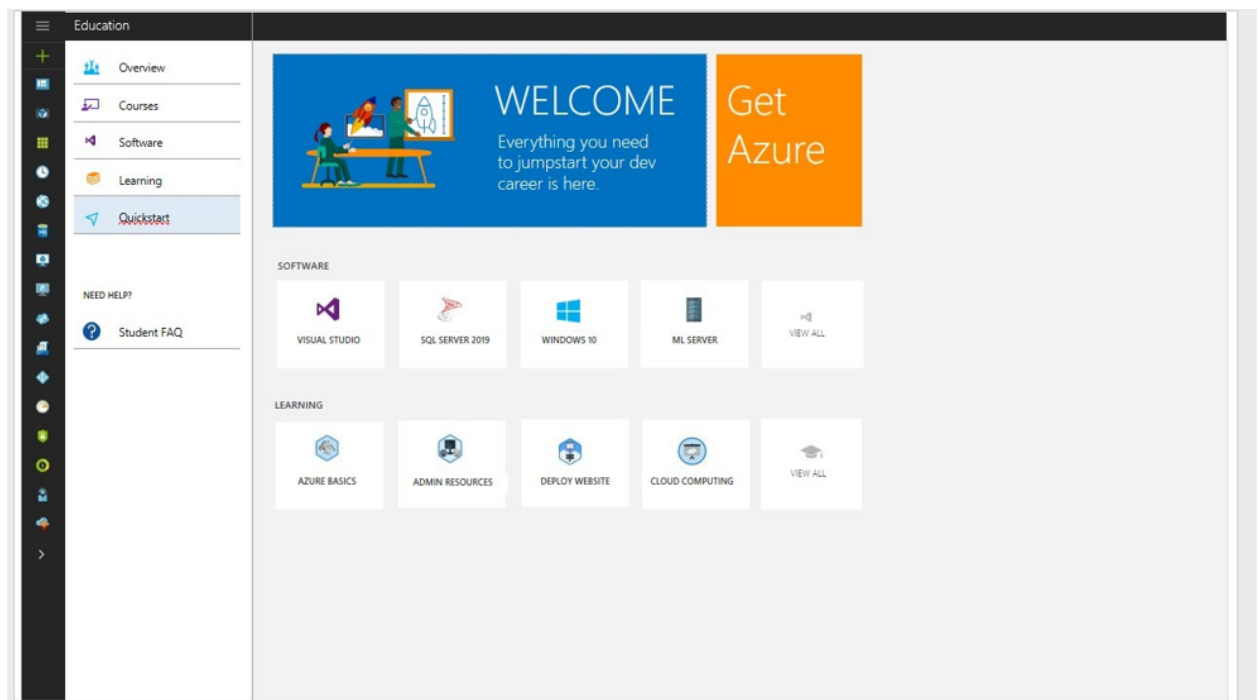 Education
Overview
Courses
Software
Learning
Quickstart
NEED HELP?
Student FAQ
WELCOME
Everything you need
to jumpstart your dev
career is here.
Get
Azure
SOFTWARE
VISUAL STUDIO
SQL SERVER 2019
WINDOWS 10
ML SERVER
VIEW ALL
LEARNING
AZURE BASICS
ADMIN RESOURCES
DEPLOY WEBSITE
CLOUD COMPUTING
VIEW ALL